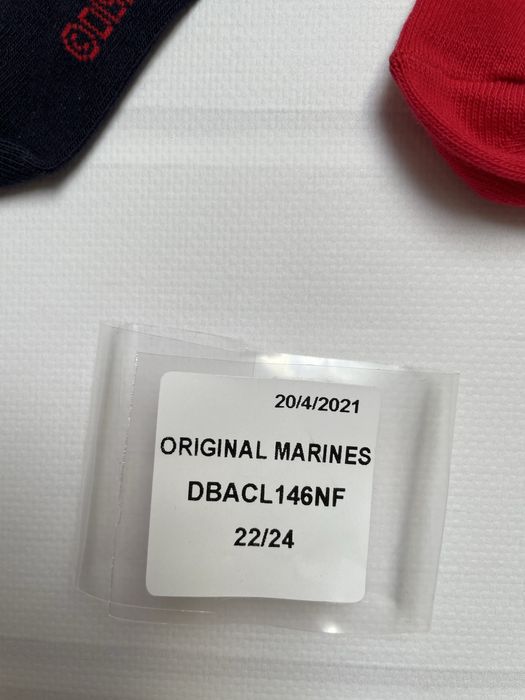 20/4/2021
ORIGINAL MARINES
DBACL146NF
22/24